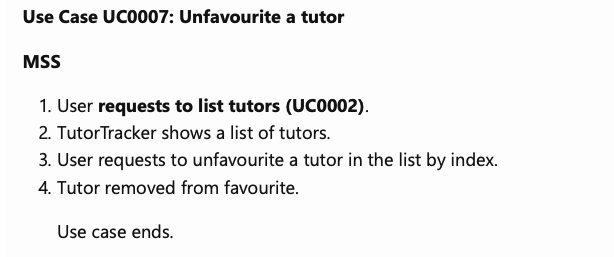 Use Case UC0007: Unfavourite a tutor
MSS
1. User requests to list tutors (UC0002).
2. TutorTracker shows a list of tutors.
3. User requests to unfavourite a tutor in the list by index.
4. Tutor removed from favourite.
Use case ends.